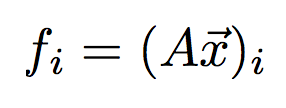 f_i = (A\vec{x})_i